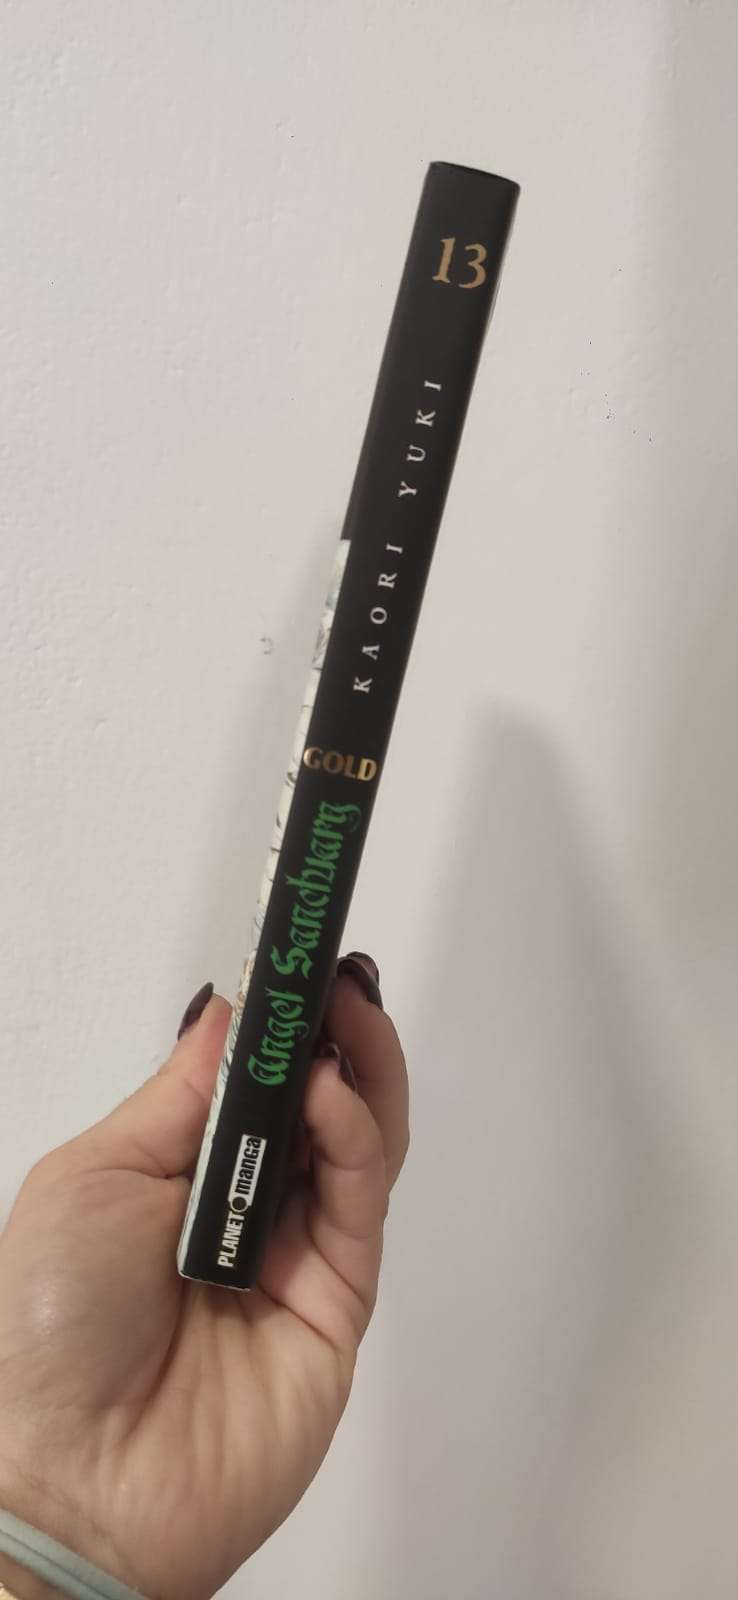 13
KAORI YUKI
GOLD
Angel Sanctuary
PLANET manga